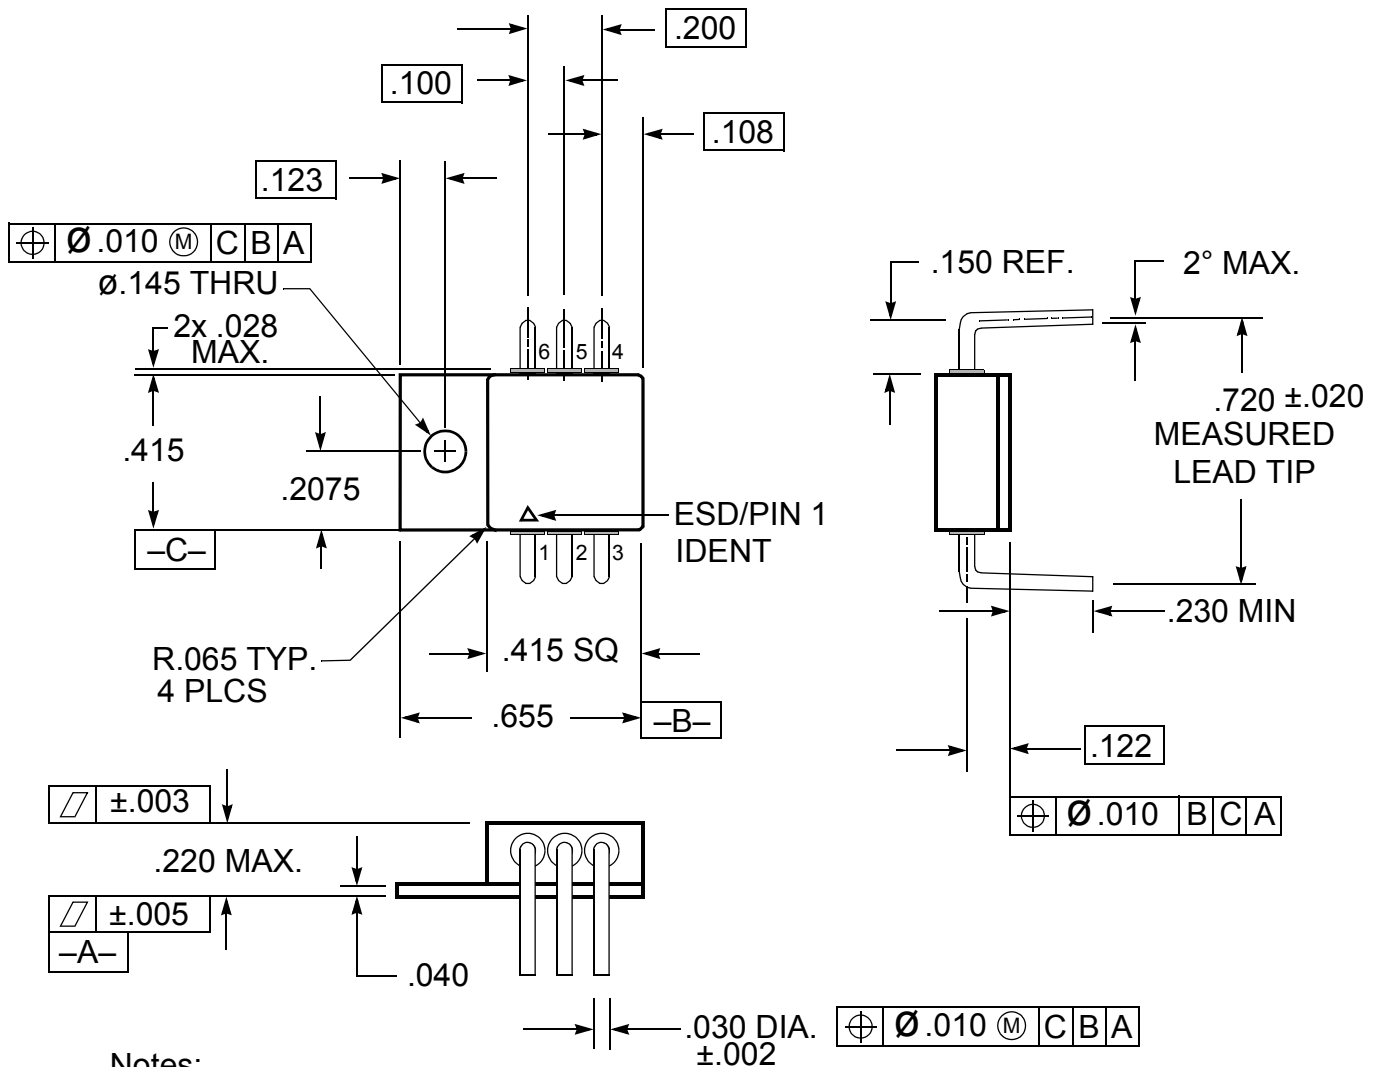 .200
.100
.108
.123
Ø .010 Ⓜ C B A
ø.145 THRU
2x .028
MAX.
.150 REF.
2° MAX.
6 5 4
.415
.2075
.720 ±.020
MEASURED
LEAD TIP
ESD/PIN 1
IDENT
–C–
1 2 3
.230 MIN
R.065 TYP.
4 PLCS
.415 SQ
.655
–B–
.122
±.003
Ø .010 B C A
.220 MAX.
±.005
–A–
.040
.030 DIA.
±.002
Ø .010 Ⓜ C B A
Notes: